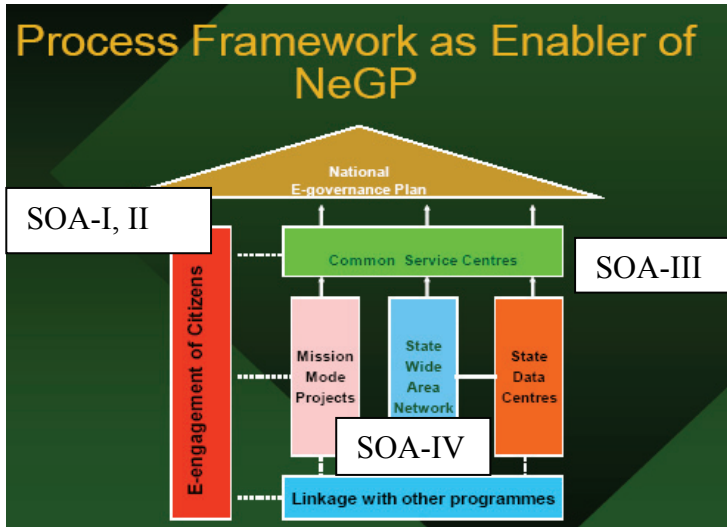 Process Framework as Enabler of
NeGP
National
E-governance Plan
SOA-I, II
Common Service Centres
SOA-III
E-engagement of Citizens
Mission
Mode
Projects
State
Wide
Area
Network
State
Data
Centres
SOA-IV
Linkage with other programmes